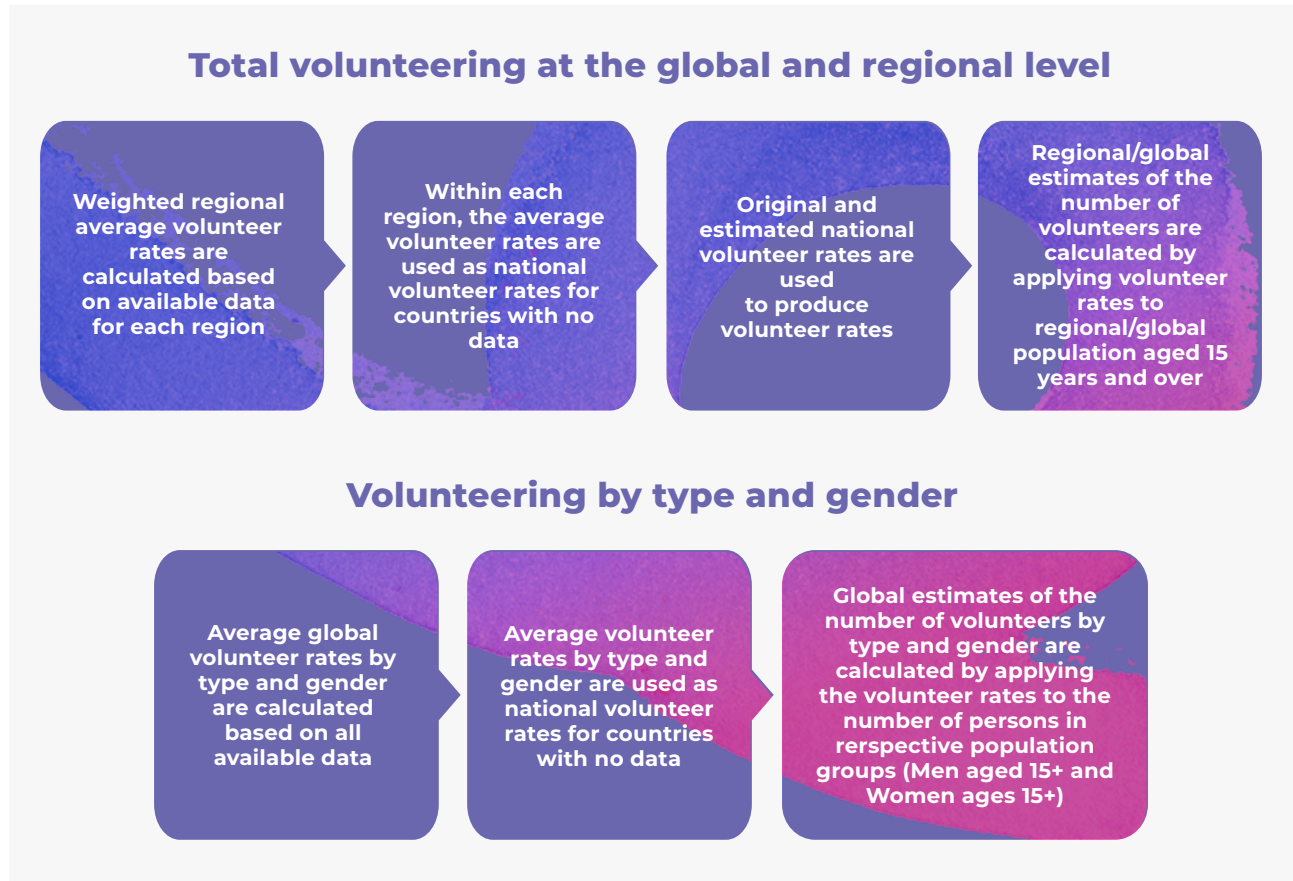 Total volunteering at the global and regional level
Weighted regional
average volunteer
rates are
calculated based
on available data
for each region
Within each
region, the average
volunteer rates are
used as national
volunteer rates for
countries with no
data
Original and
estimated national
volunteer rates are
used
to produce
volunteer rates
Regional/global
estimates of the
number of
volunteers are
calculated by
applying volunteer
rates to
regional/global
population aged 15
years and over
Volunteering by type and gender
Average global
volunteer rates by
type and gender
are calculated
based on all
available data
Average volunteer
rates by type and
gender are used as
national volunteer
rates for countries
with no data
Global estimates of the
number of volunteers by
type and gender are
calculated by applying
the volunteer rates to the
number of persons in
rerspective population
groups (Men aged 15+ and
Women ages 15+)